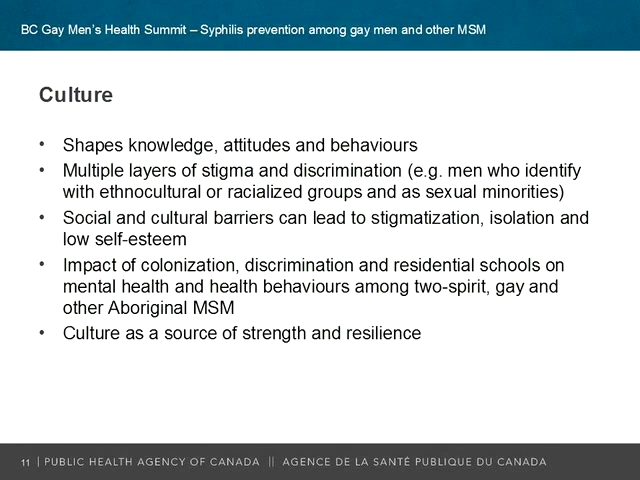 BC Gay Men's Health Summit – Syphilis prevention among gay men and other MSM
Culture
• Shapes knowledge, attitudes and behaviours
• Multiple layers of stigma and discrimination (e.g. men who identify
with ethnocultural or racialized groups and as sexual minorities)
• Social and cultural barriers can lead to stigmatization, isolation and
low self-esteem
• Impact of colonization, discrimination and residential schools on
mental health and health behaviours among two-spirit, gay and
other Aboriginal MSM
• Culture as a source of strength and resilience
11 | PUBLIC HEALTH AGENCY OF CANADA || AGENCE DE LA SANTÉ PUBLIQUE DU CANADA